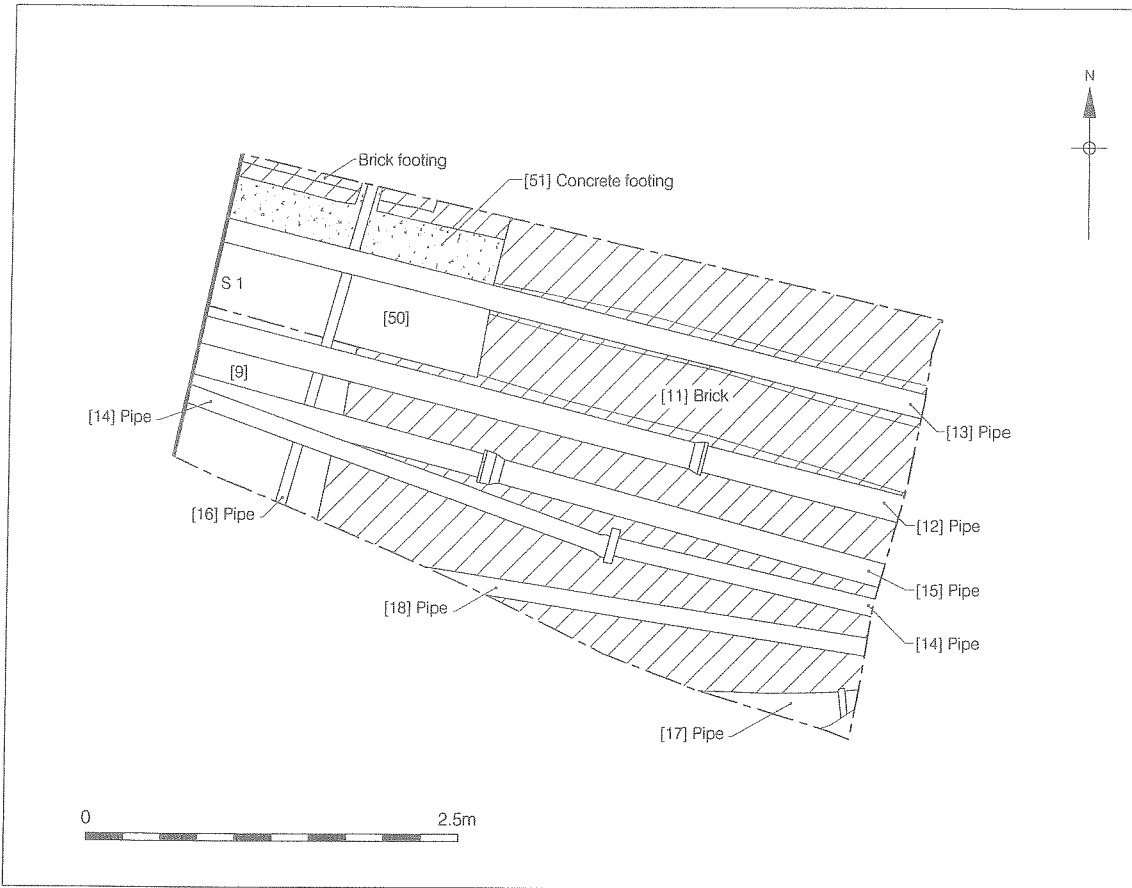 N
Brick footing
[51] Concrete footing
S 1
[50]
[9]
[11] Brick
[14] Pipe
[13] Pipe
[16] Pipe
[12] Pipe
[15] Pipe
[18] Pipe
[14] Pipe
[17] Pipe
0 2.5m